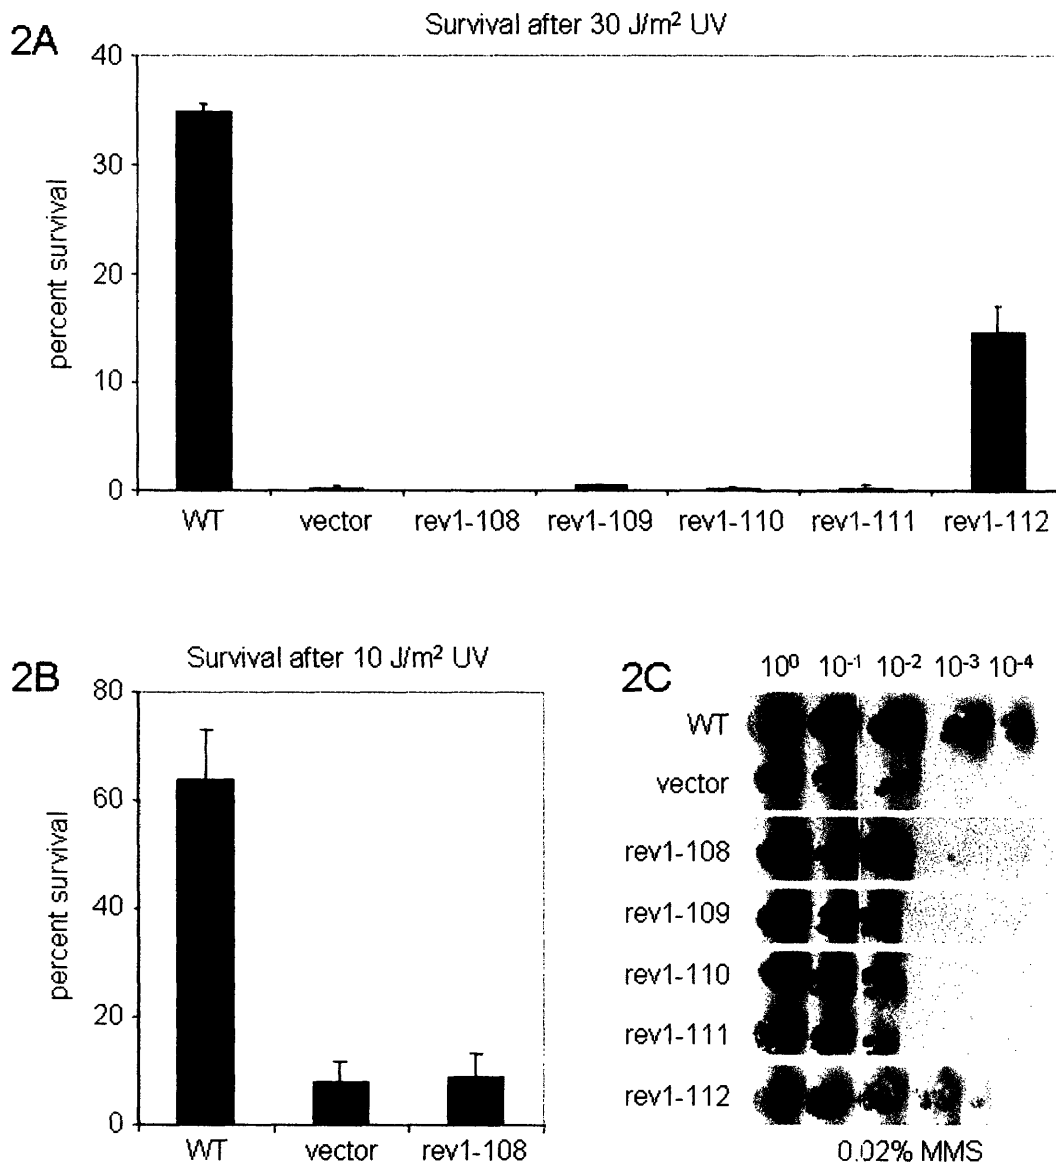 2A
Survival after 30 J/m² UV
40
30
20
10
0
percent survival
WT vector rev1-108 rev1-109 rev1-110 rev1-111 rev1-112
2B
Survival after 10 J/m² UV
80
60
40
20
0
percent survival
WT vector rev1-108
2C
10⁰ 10⁻¹ 10⁻² 10⁻³ 10⁻⁴
WT
vector
rev1-108
rev1-109
rev1-110
rev1-111
rev1-112
0.02% MMS